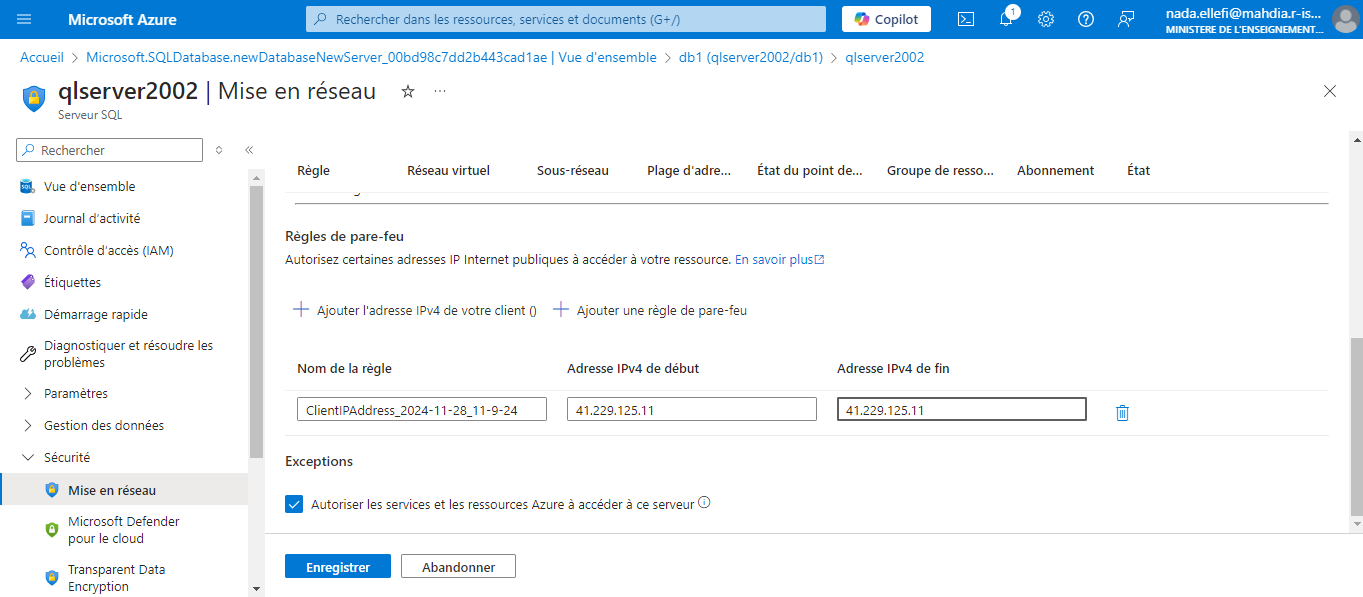 Microsoft Azure
Rechercher dans les ressources, services et documents (G+/)
Copilot
1
nada.ellefi@mahdia.r-is...
MINISTERE DE L'ENSEIGNEMENT...
Accueil > Microsoft.SQLDatabase.newDatabaseNewServer_00bd98c7dd2b443cad1ae | Vue d'ensemble > db1 (qlserver2002/db1) > qlserver2002
qlserver2002 | Mise en réseau
Serveur SQL
Rechercher
Vue d'ensemble
Journal d'activité
Contrôle d'accès (IAM)
Étiquettes
Démarrage rapide
Diagnostiquer et résoudre les
problèmes
Paramètres
Gestion des données
Sécurité
Mise en réseau
Microsoft Defender
pour le cloud
Transparent Data
Encryption
Règle Réseau virtuel Sous-réseau Plage d'adre... État du point de... Groupe de resso... Abonnement État
Règles de pare-feu
Autorisez certaines adresses IP Internet publiques à accéder à votre ressource. En savoir plus
Ajouter l'adresse IPv4 de votre client () Ajouter une règle de pare-feu
Nom de la règle Adresse IPv4 de début Adresse IPv4 de fin
ClientIPAddress_2024-11-28_11-9-24 41.229.125.11 41.229.125.11
Exceptions
Autoriser les services et les ressources Azure à accéder à ce serveur
Enregistrer Abandonner